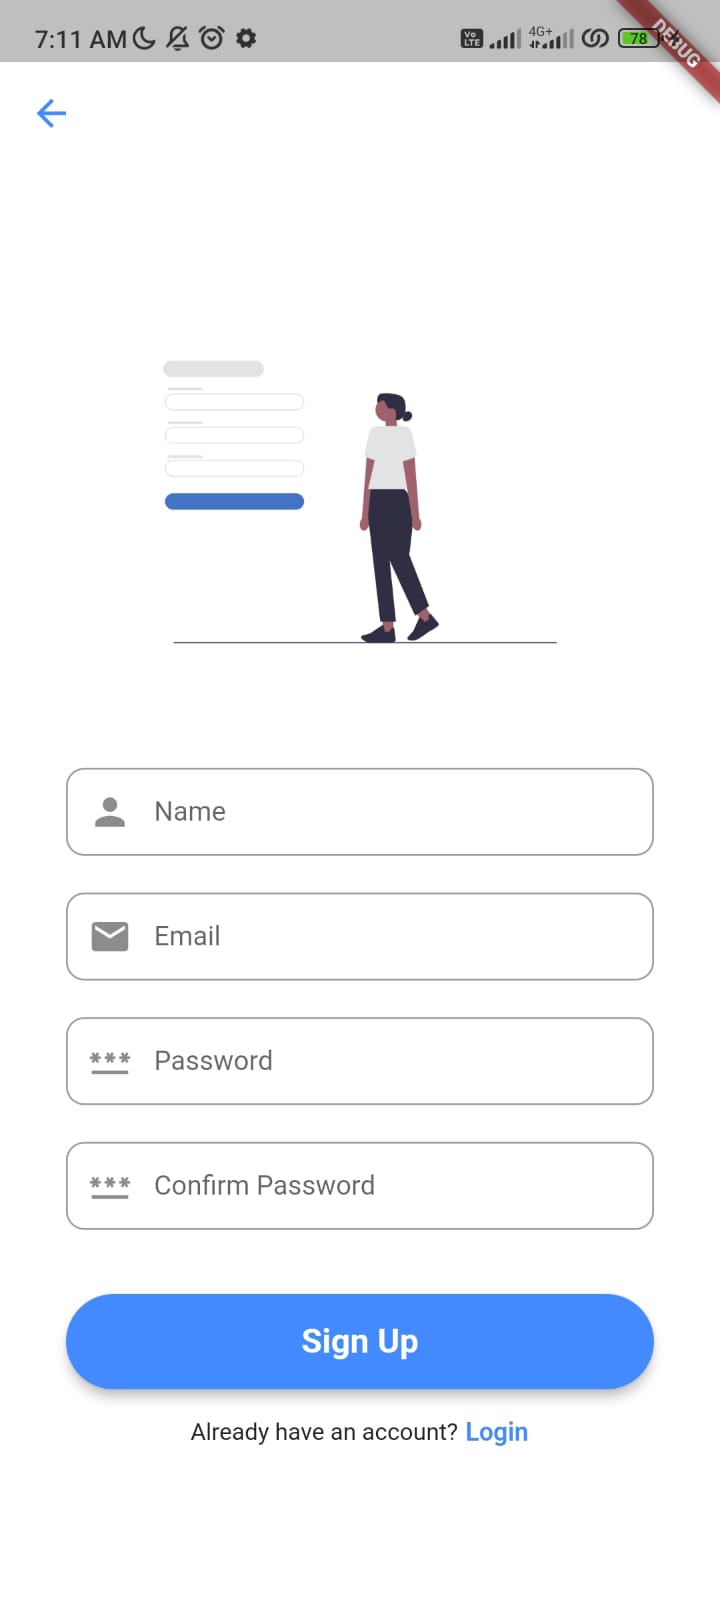 7:11 AM
Vo LTE
4G+
78
DEBUG
Name
Email
*** Password
*** Confirm Password
Sign Up
Already have an account? Login